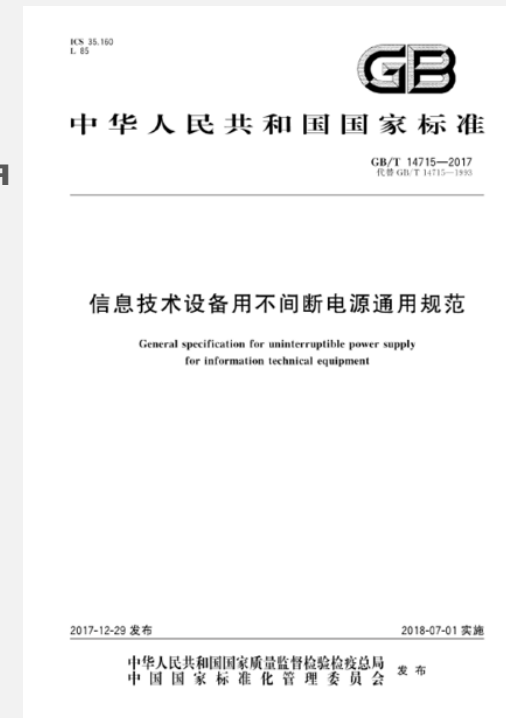 ICS 35.160
L 85
GB
中华人民共和国国家标准
GB/T 14715—2017
代替 GB/T 14715—1993
信息技术设备用不间断电源通用规范
General specification for uninterruptible power supply
for information technical equipment
2017-12-29 发布
2018-07-01 实施
中华人民共和国国家质量监督检验检疫总局
中国国家标准化管理委员会
发布